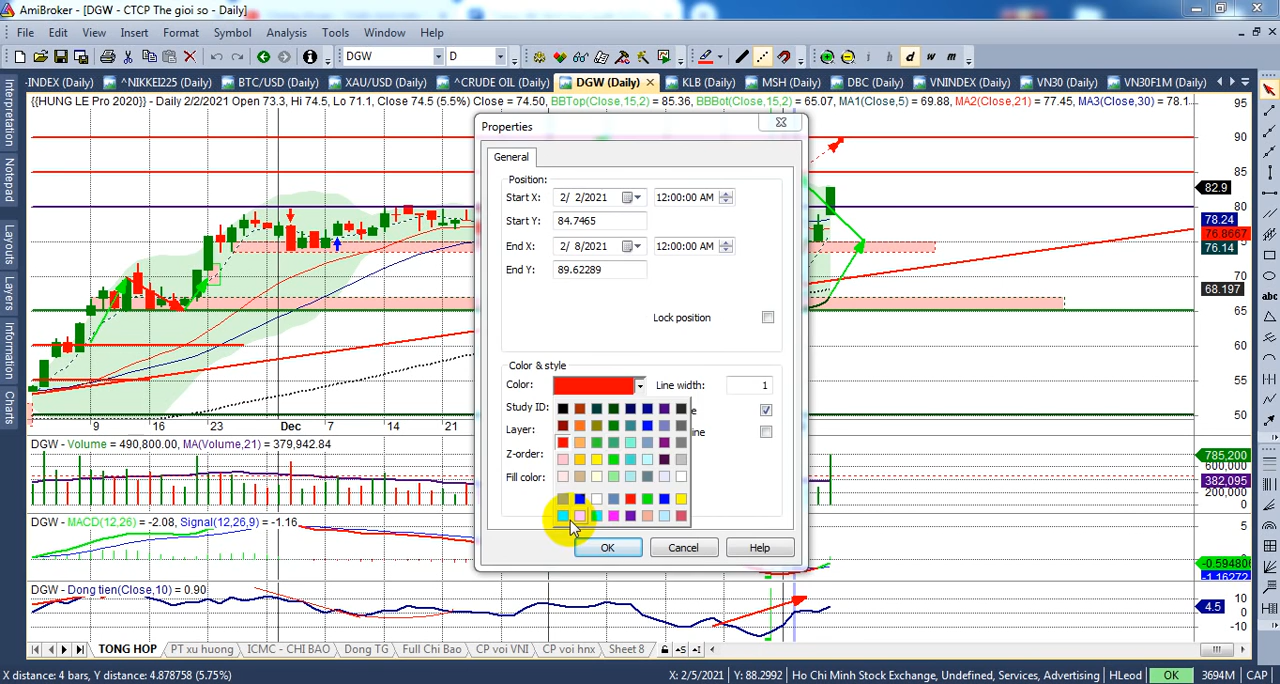 AmiBroker - [DGW - CTCP The gioi so - Daily]
File Edit View Insert Format Symbol Analysis Tools Window Help
DGW D i h d w m
-INDEX (Daily) ^NIKKEI225 (Daily) BTC/USD (Daily) XAU/USD (Daily) ^CRUDE OIL (Daily) DGW (Daily) KLB (Daily) MSH (Daily) DBC (Daily) VNINDEX (Daily) VN30 (Daily) VN30F1M (Daily)
{{HUNG LE Pro 2020}} - Daily 2/2/2021 Open 73.3, Hi 74.5, Lo 71.1, Close 74.5 (5.5%) Close = 74.50, BBTop(Close,15,2) = 85.36, BBBot(Close,15,2) = 65.07, MA1(Close,5) = 69.88, MA2(Close,21) = 77.45, MA3(Close,30) = 78.1
Interpretation
Notepad
Layouts
Layers
Information
Charts
Properties
General
Position:
Start X: 2/ 2/2021 12:00:00 AM
Start Y: 84.7465
End X: 2/ 8/2021 12:00:00 AM
End Y: 89.62289
Lock position
Color & style
Color: Line width: 1
Study ID:
Layer:
Z-order:
Fill color:
OK Cancel Help
95
90
85
82.9
80
78.24
76.8667
76.14
70
68.197
65
60
55
50
9 16 23 Dec 7 14 21
DGW - Volume = 490,800.00, MA(Volume,21) = 379,942.84
785,200
600,000
382,095
200,000
0
DGW - MACD(12,26) = -2.08, Signal(12,26,9) = -1.16
5
-0.594806
-1.16272
DGW - Dong tien(Close,10) = 0.90
10
4.5
0
-10
TONG HOP PT xu huong ICMC - CHI BAO Dong TG Full Chi Bao CP voi VNI CP voi hnx Sheet 8
X distance: 4 bars, Y distance: 4.878758 (5.75%) X: 2/5/2021 Y: 88.2992 Ho Chi Minh Stock Exchange, Undefined, Services, Advertising HLeod OK 3694M CAP
abc